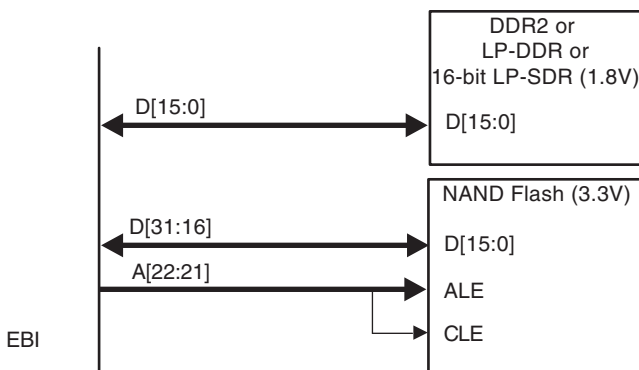 DDR2 or
LP-DDR or
16-bit LP-SDR (1.8V)
D[15:0]
D[15:0]
NAND Flash (3.3V)
D[31:16]
D[15:0]
A[22:21]
ALE
CLE
EBI